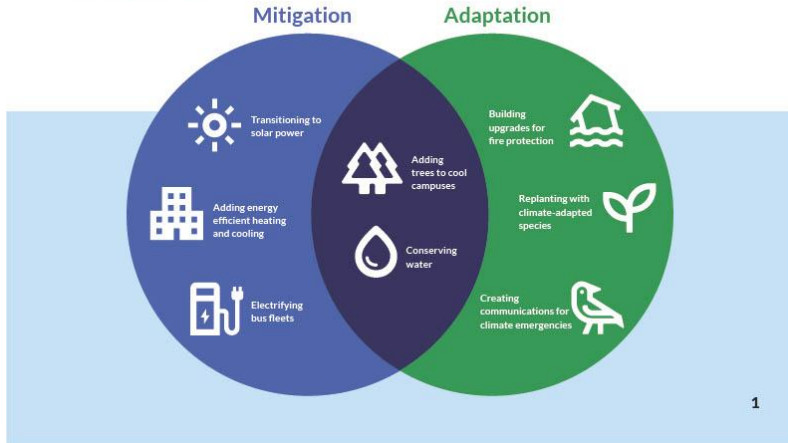 Mitigation
Adaptation
Transitioning to
solar power
Adding energy
efficient heating
and cooling
Electrifying
bus fleets
Adding
trees to cool
campuses
Conserving
water
Building
upgrades for
fire protection
Replanting with
climate-adapted
species
Creating
communications for
climate emergencies
1